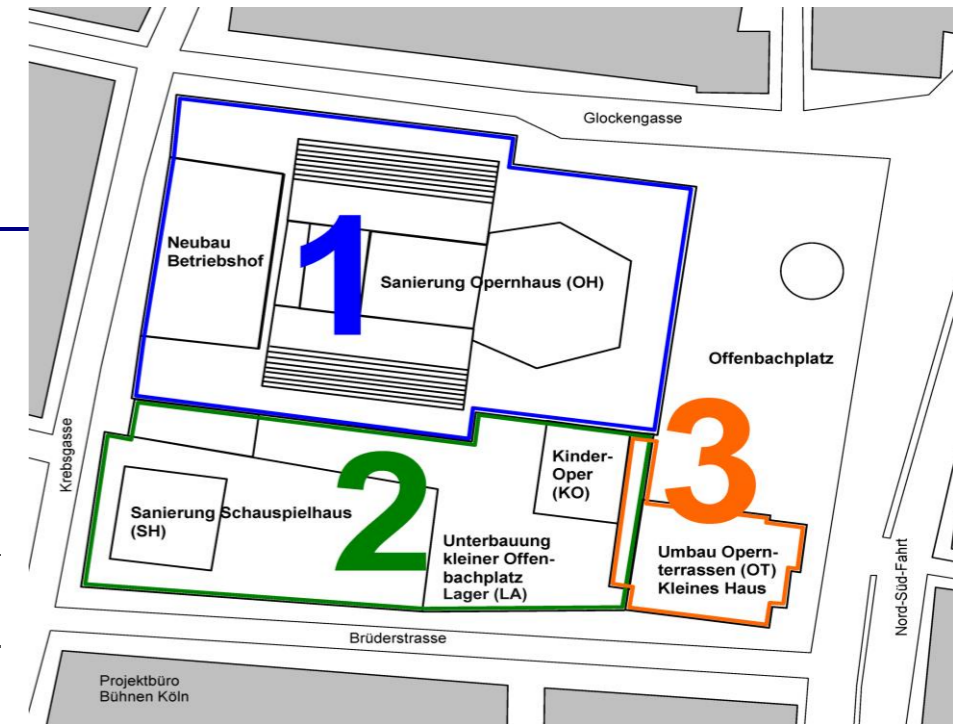 Glockengasse
1
Neubau
Betriebshof
Sanierung Opernhaus (OH)
Offenbachplatz
Krebsgasse
2
3
Kinder-
Oper
(KO)
Sanierung Schauspielhaus
(SH)
Unterbauung
kleiner Offen-
bachplatz
Lager (LA)
Umbau Opern-
terrassen (OT)
Kleines Haus
Nord-Süd-Fahrt
Brüderstrasse
Projektbüro
Bühnen Köln